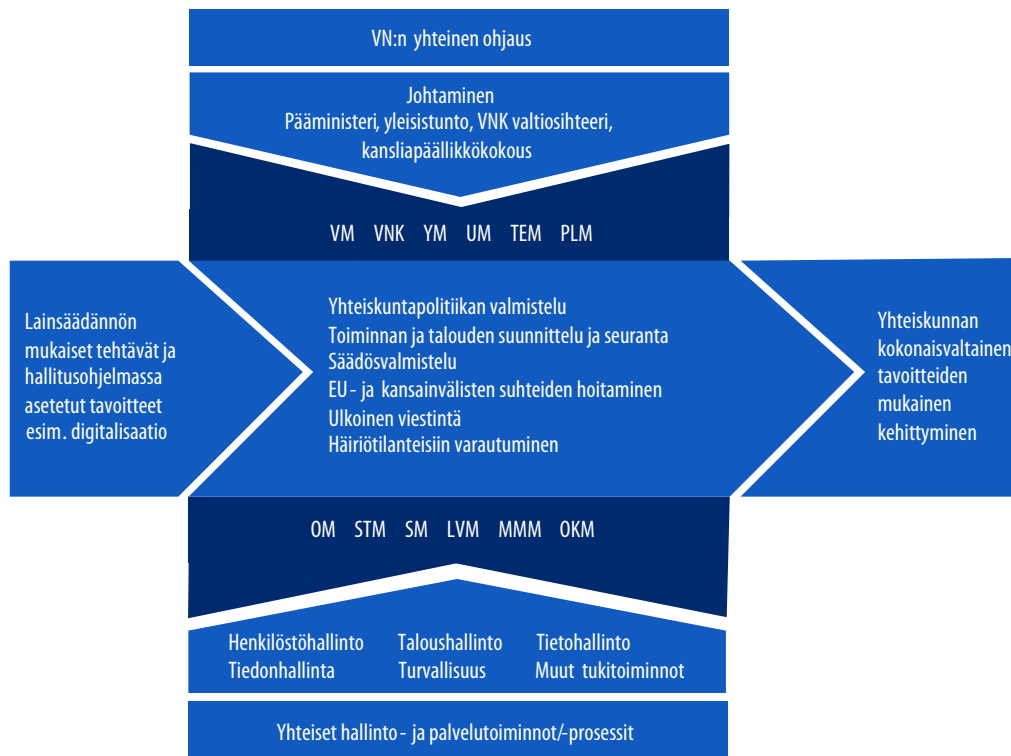 VN:n yhteinen ohjaus
Johtaminen
Pääministeri, yleisistunto, VNK valtiosihteeri,
kansliapäällikkökokous
VM VNK YM UM TEM PLM
Lainsäädännön
mukaiset tehtävät ja
hallitusohjelmassa
asetetut tavoitteet
esim. digitalisaatio
Yhteiskuntapolitiikan valmistelu
Toiminnan ja talouden suunnittelu ja seuranta
Säädösvalmistelu
EU- ja kansainvälisten suhteiden hoitaminen
Ulkoinen viestintä
Häiriötilanteisiin varautuminen
Yhteiskunnan
kokonaisvaltainen
tavoitteiden
mukainen
kehittyminen
OM STM SM LVM MMM OKM
Henkilöstöhallinto Taloushallinto Tietohallinto
Tiedonhallinta Turvallisuus Muut tukitoiminnot
Yhteiset hallinto- ja palvelutoiminnot/-prosessit